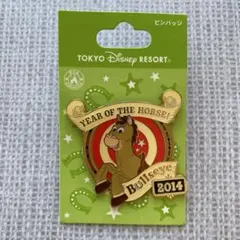 ピンバッジ
TOKYO Disney RESORT®
YEAR OF THE HORSE!
Bullseye
2014